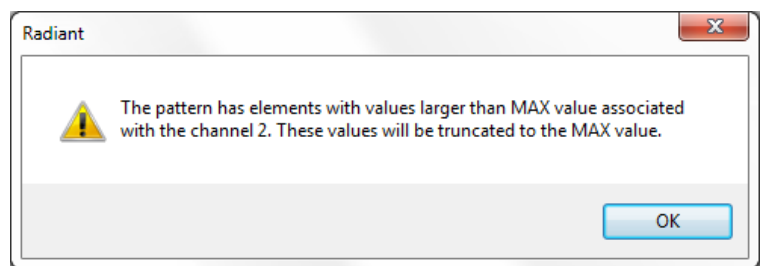 Radiant
The pattern has elements with values larger than MAX value associated
with the channel 2. These values will be truncated to the MAX value.
OK